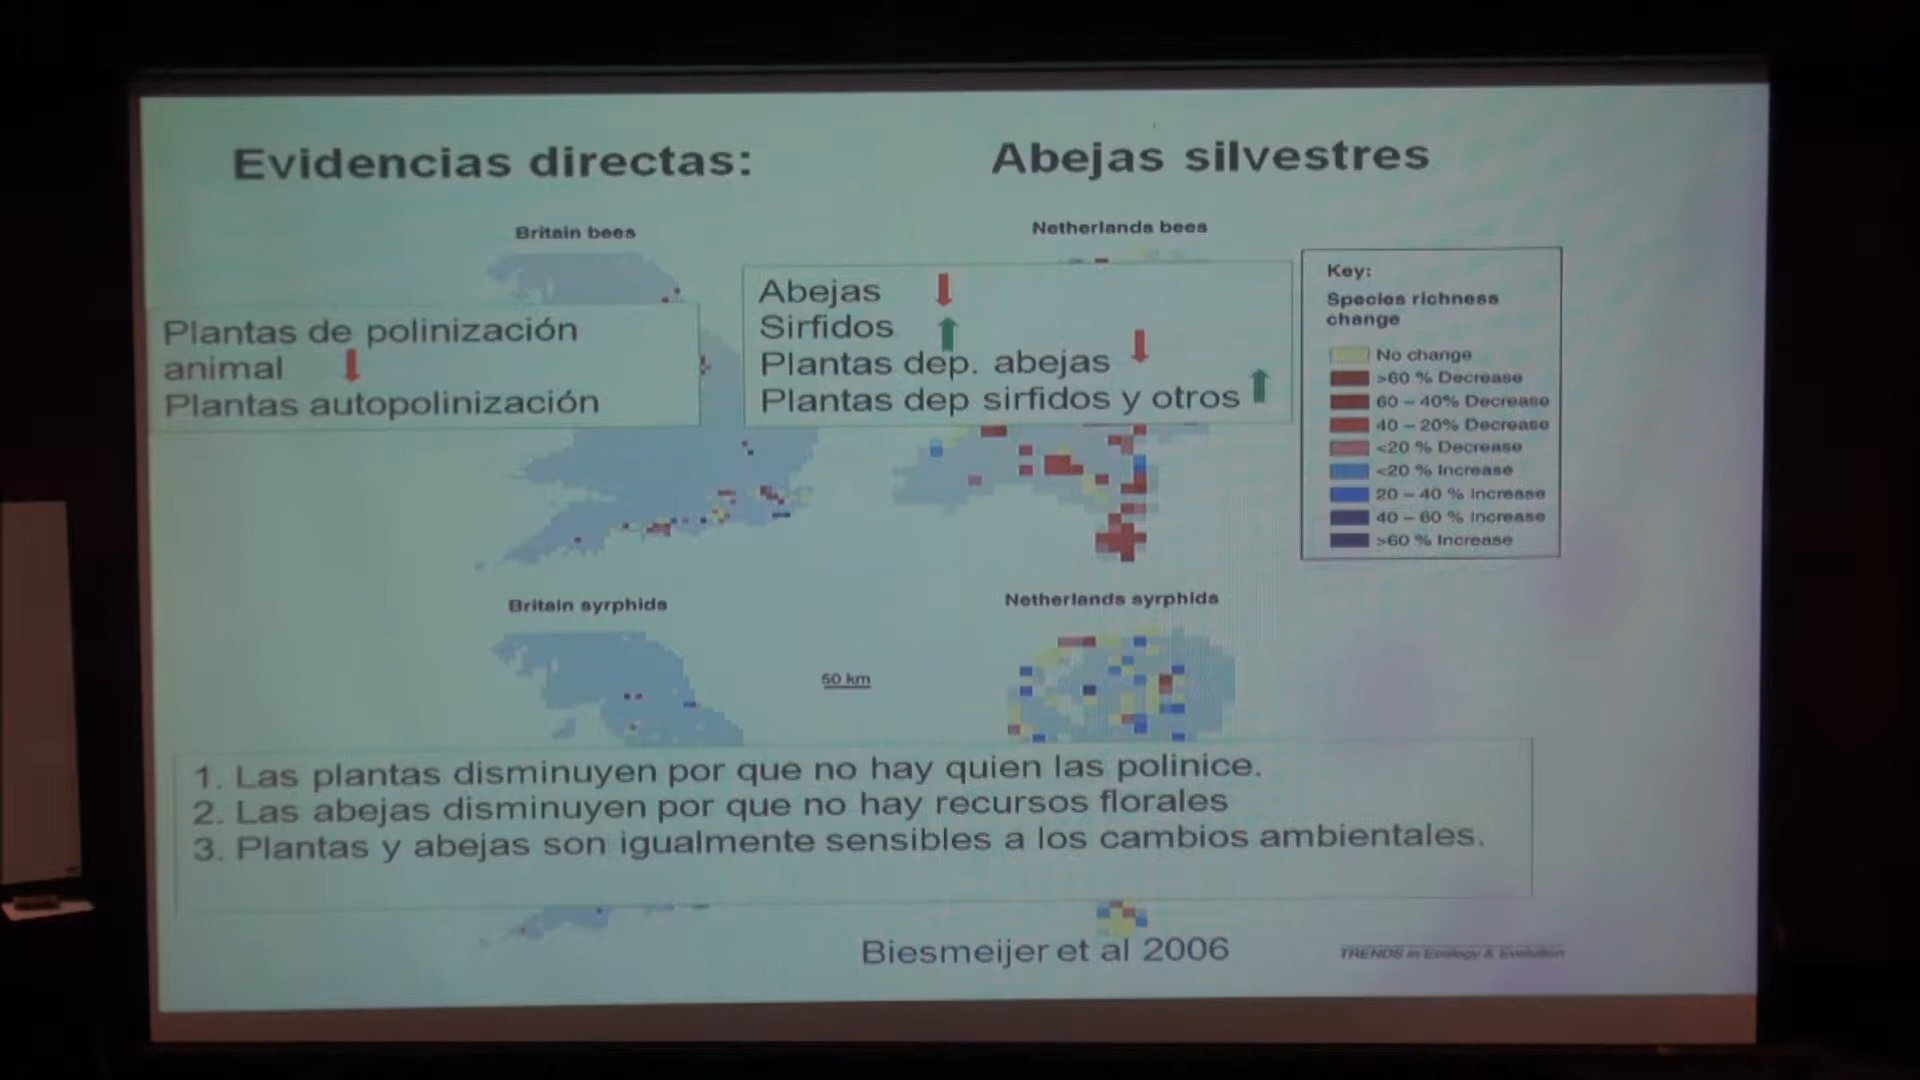 Evidencias directas:
Abejas silvestres
Britain bees
Netherlands bees
Plantas de polinización
animal
Plantas autopolinización
Abejas
Sirfidos
Plantas dep. abejas
Plantas dep sirfidos y otros
Key:
Species richness
change
No change
>60 % Decrease
60 – 40% Decrease
40 – 20% Decrease
<20 % Decrease
<20 % Increase
20 – 40 % Increase
40 – 60 % Increase
>60 % Increase
Britain syrphids
Netherlands syrphids
50 km
1. Las plantas disminuyen por que no hay quien las polinice.
2. Las abejas disminuyen por que no hay recursos florales
3. Plantas y abejas son igualmente sensibles a los cambios ambientales.
Biesmeijer et al 2006
TRENDS in Ecology & Evolution